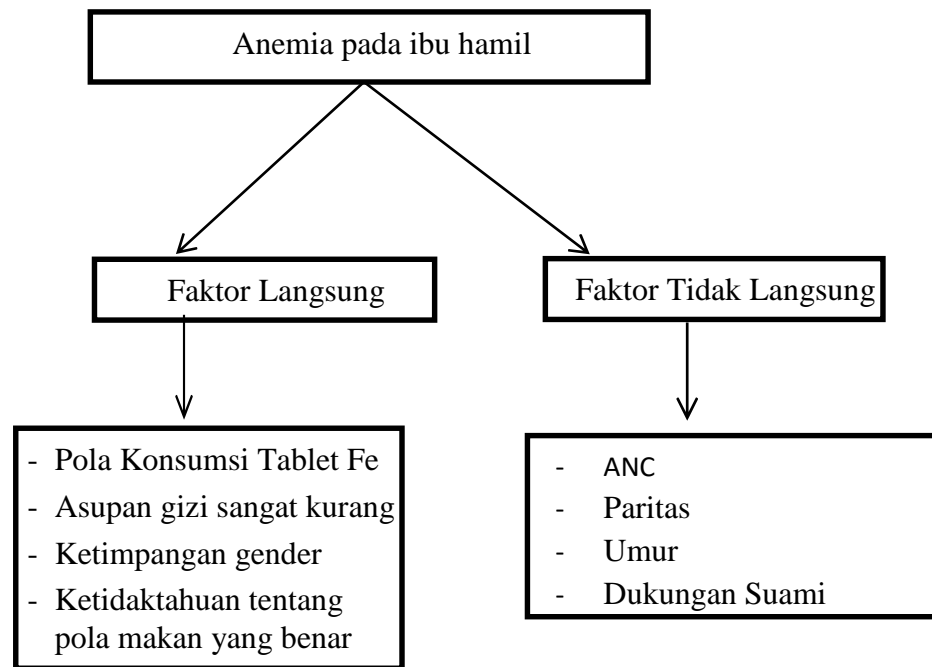 Anemia pada ibu hamil
Faktor Langsung
Faktor Tidak Langsung
- Pola Konsumsi Tablet Fe
- Asupan gizi sangat kurang
- Ketimpangan gender
- Ketidaktahuan tentang
pola makan yang benar
- ANC
- Paritas
- Umur
- Dukungan Suami